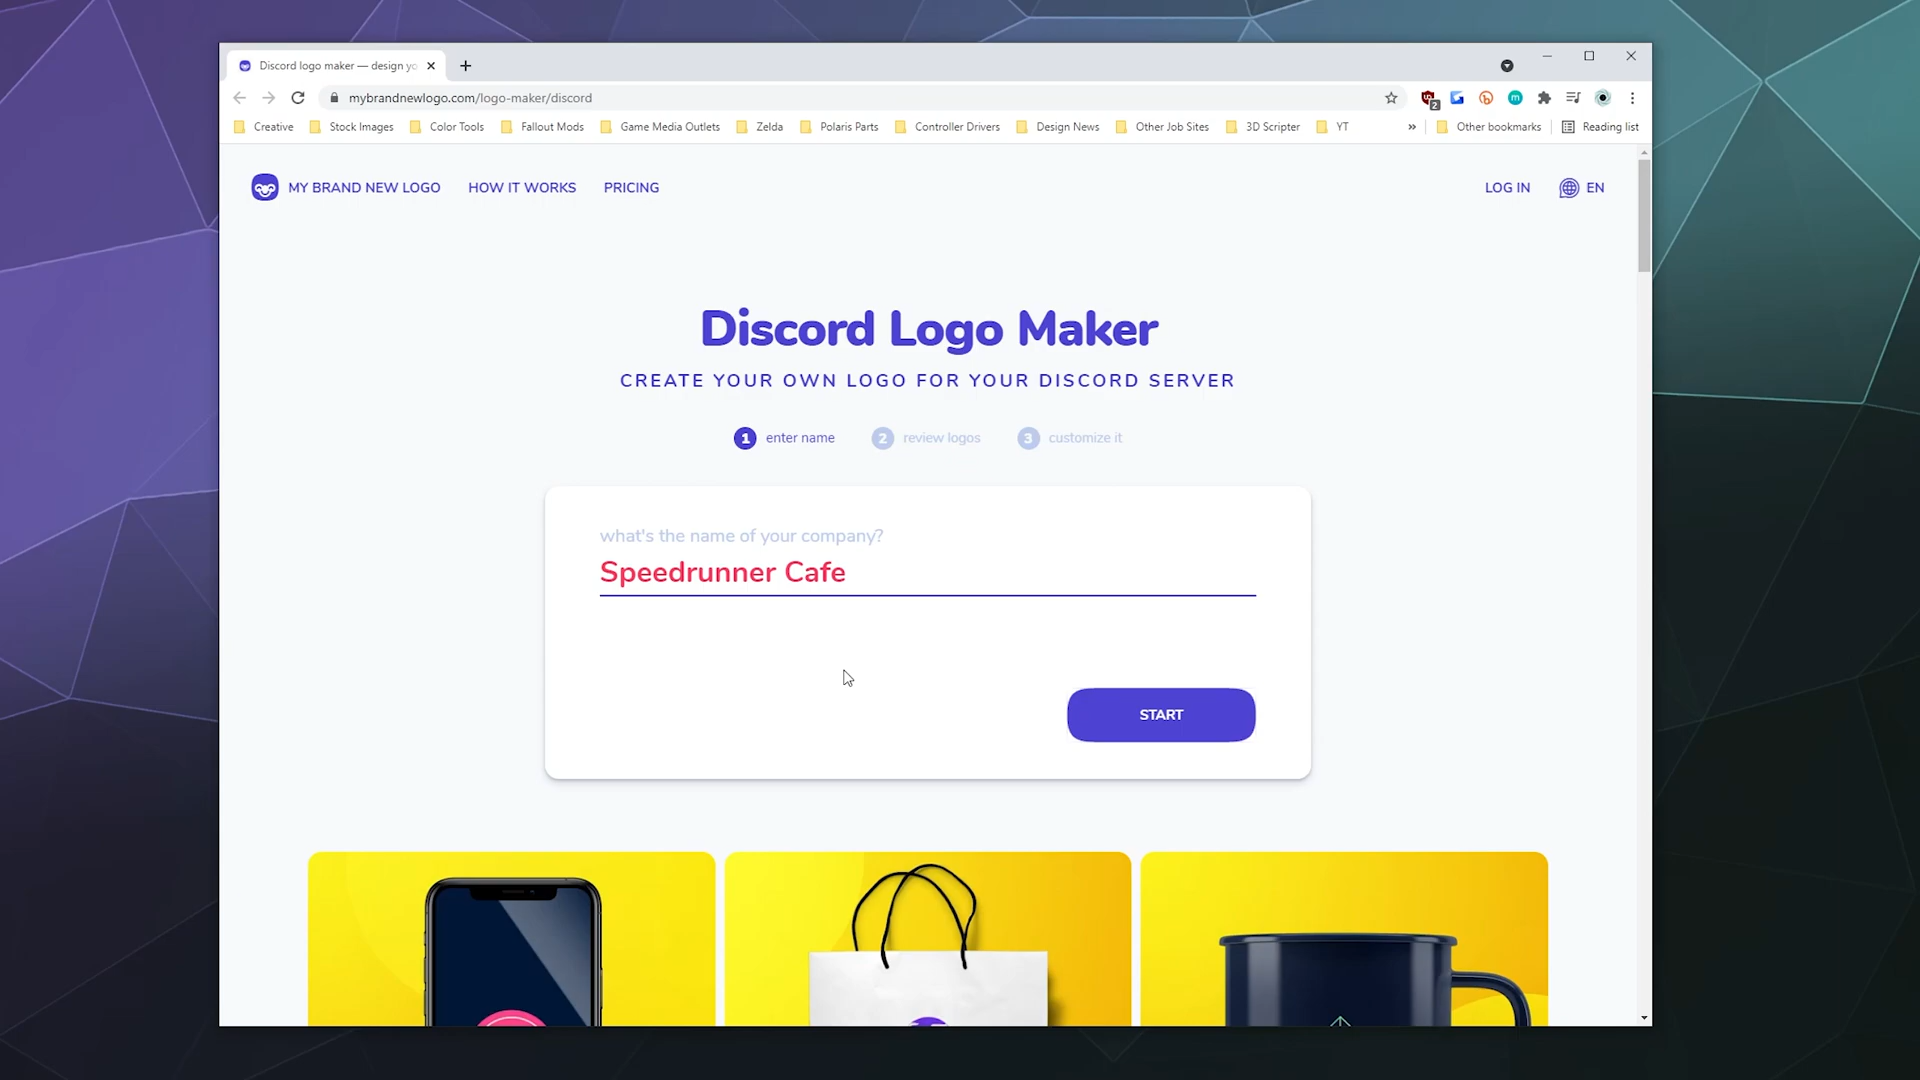 Discord logo maker — design yo
mybrandnewlogo.com/logo-maker/discord
2
Creative Stock Images Color Tools Fallout Mods Game Media Outlets Zelda Polaris Parts Controller Drivers Design News Other Job Sites 3D Scripter YT » Other bookmarks Reading list
MY BRAND NEW LOGO HOW IT WORKS PRICING LOG IN EN
Discord Logo Maker
CREATE YOUR OWN LOGO FOR YOUR DISCORD SERVER
1 enter name 2 review logos 3 customize it
what's the name of your company?
Speedrunner Cafe
START